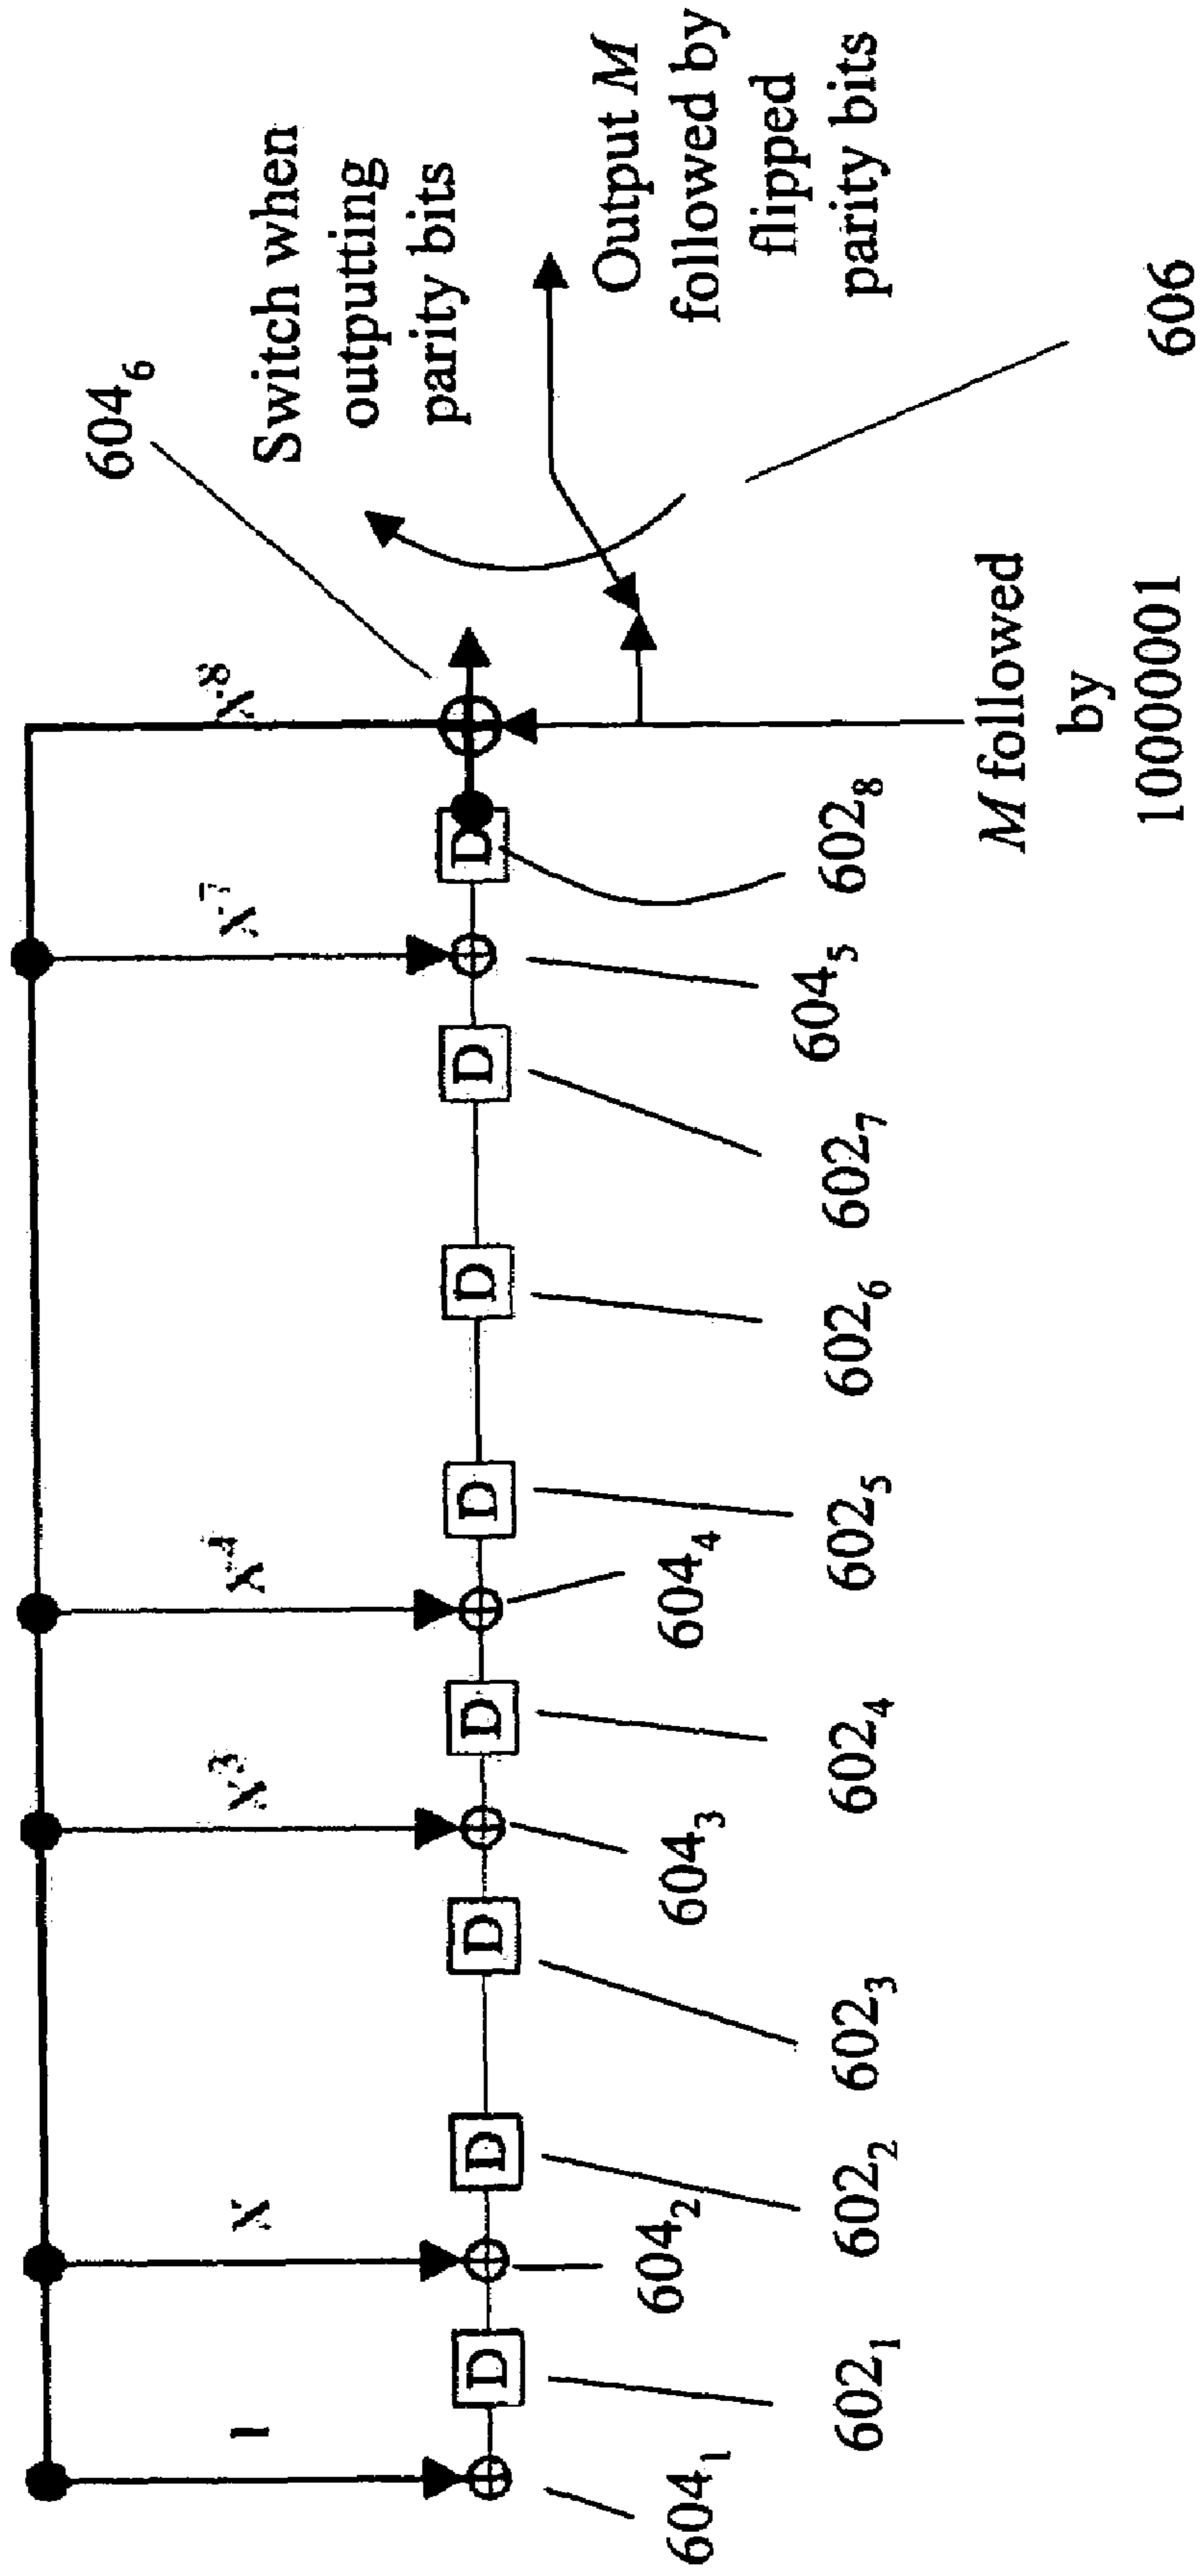 1
X
X³
X⁴
X⁷
X⁸
604₆
Switch when
outputting
parity bits
Output M
followed by
flipped
parity bits
D
D
D
D
D
D
D
D
604₁
604₂
604₃
604₄
604₅
602₁
602₂
602₃
602₄
602₅
602₆
602₇
602₈
M followed
by
10000001
606